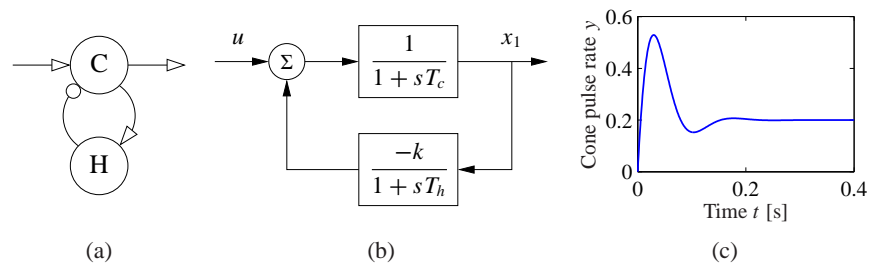 C
H
(a)
u
Σ
1
1 + sT_c
x_1
−k
1 + sT_h
(b)
Cone pulse rate y
0.6
0.4
0.2
0
0
0.2
0.4
Time t [s]
(c)